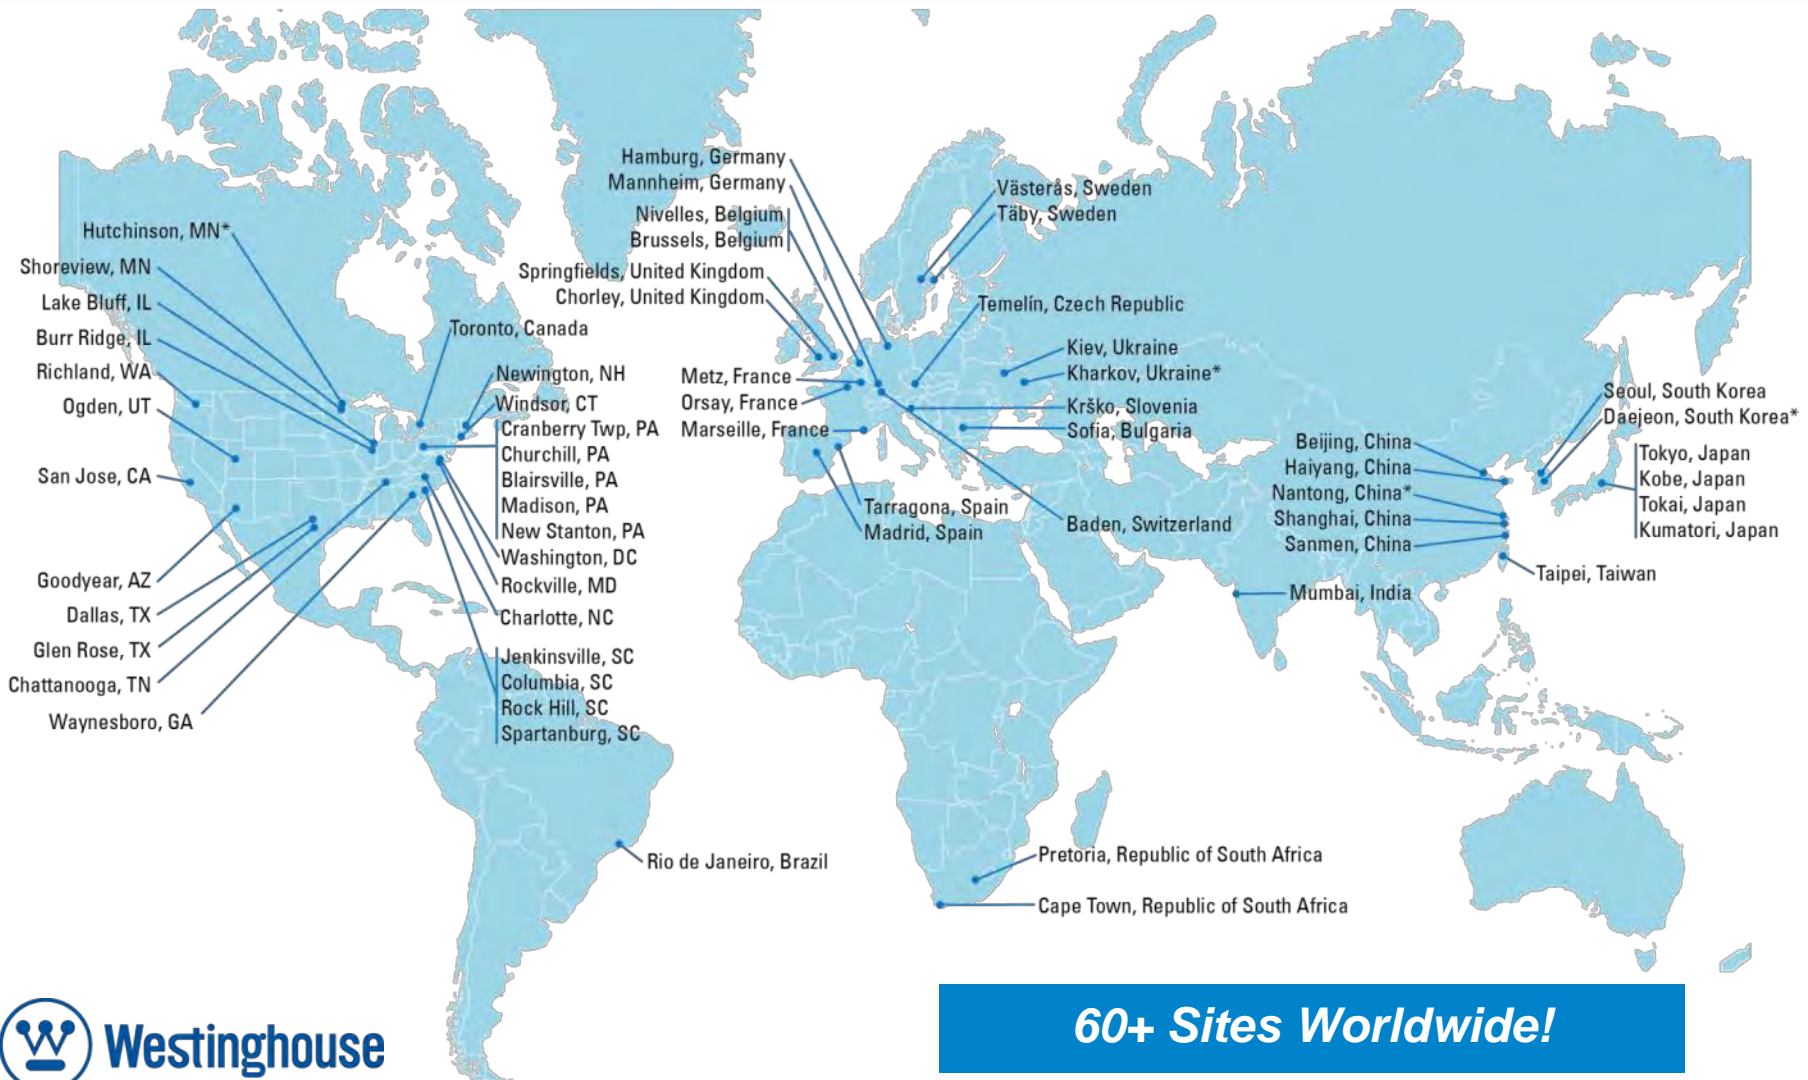 Hutchinson, MN*
Shoreview, MN
Lake Bluff, IL
Burr Ridge, IL
Richland, WA
Ogden, UT
San Jose, CA
Goodyear, AZ
Dallas, TX
Glen Rose, TX
Chattanooga, TN
Waynesboro, GA
Toronto, Canada
Newington, NH
Windsor, CT
Cranberry Twp, PA
Churchill, PA
Blairsville, PA
Madison, PA
New Stanton, PA
Washington, DC
Rockville, MD
Charlotte, NC
Jenkinsville, SC
Columbia, SC
Rock Hill, SC
Spartanburg, SC
Rio de Janeiro, Brazil
Hamburg, Germany
Mannheim, Germany
Nivelles, Belgium
Brussels, Belgium
Springfields, United Kingdom
Chorley, United Kingdom
Metz, France
Orsay, France
Marseille, France
Västerås, Sweden
Täby, Sweden
Temelín, Czech Republic
Kiev, Ukraine
Kharkov, Ukraine*
Krško, Slovenia
Sofia, Bulgaria
Tarragona, Spain
Madrid, Spain
Baden, Switzerland
Pretoria, Republic of South Africa
Cape Town, Republic of South Africa
Beijing, China
Haiyang, China
Nantong, China*
Shanghai, China
Sanmen, China
Mumbai, India
Seoul, South Korea
Daejeon, South Korea*
Tokyo, Japan
Kobe, Japan
Tokai, Japan
Kumatori, Japan
Taipei, Taiwan
Westinghouse
60+ Sites Worldwide!